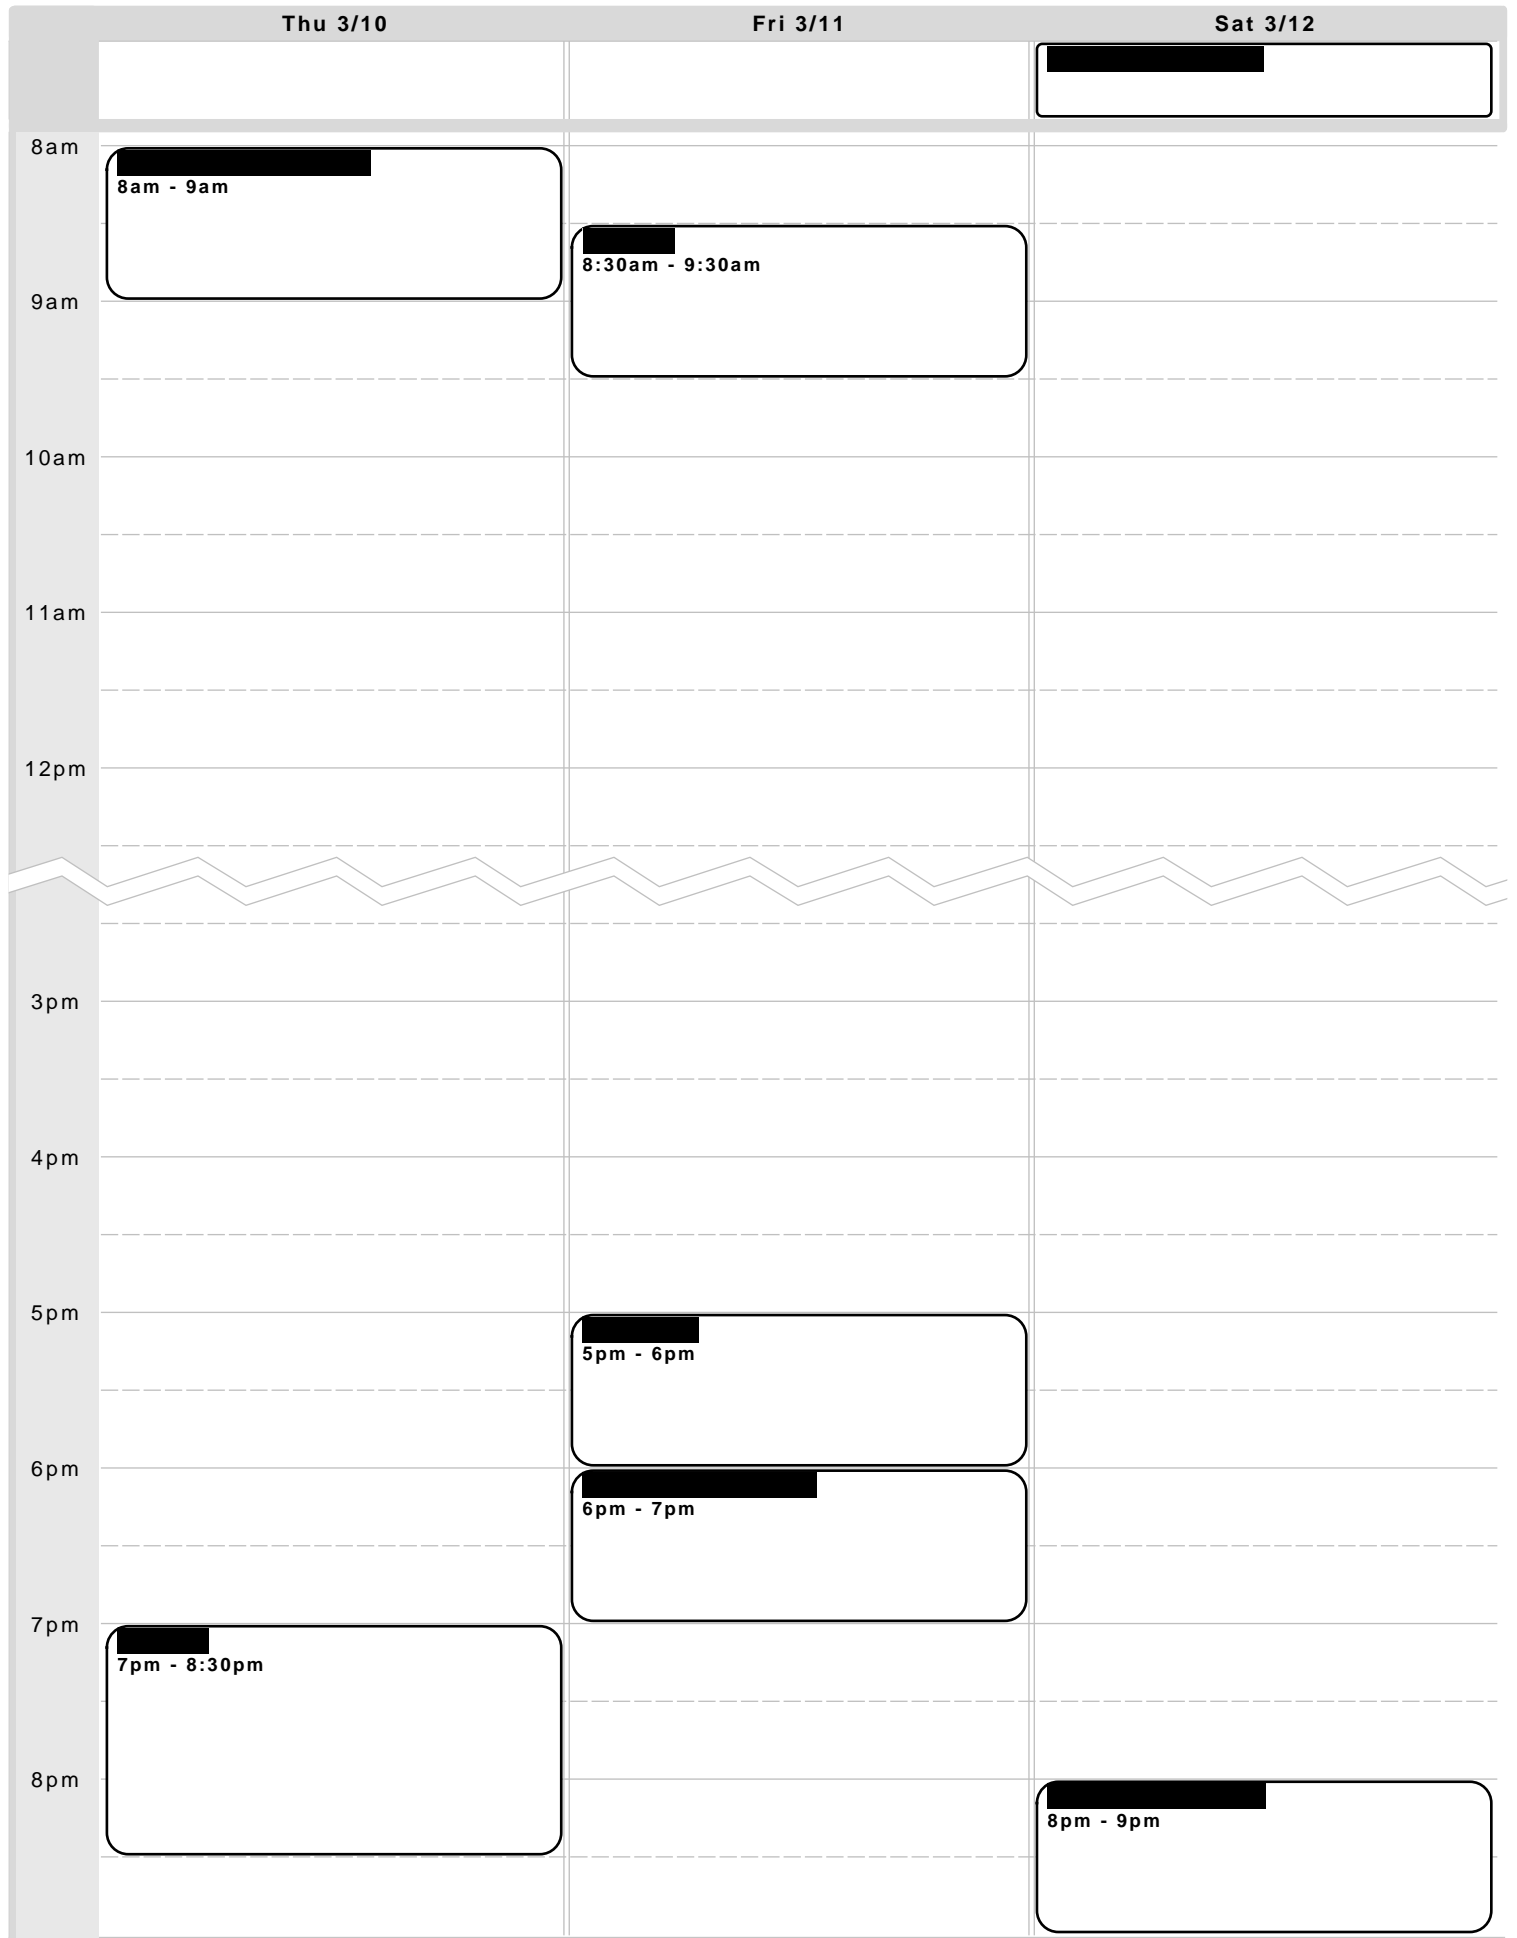 Thu 3/10 Fri 3/11 Sat 3/12
8am
8am - 9am
8:30am - 9:30am
9am
10am
11am
12pm
3pm
4pm
5pm
5pm - 6pm
6pm
6pm - 7pm
7pm
7pm - 8:30pm
8pm
8pm - 9pm